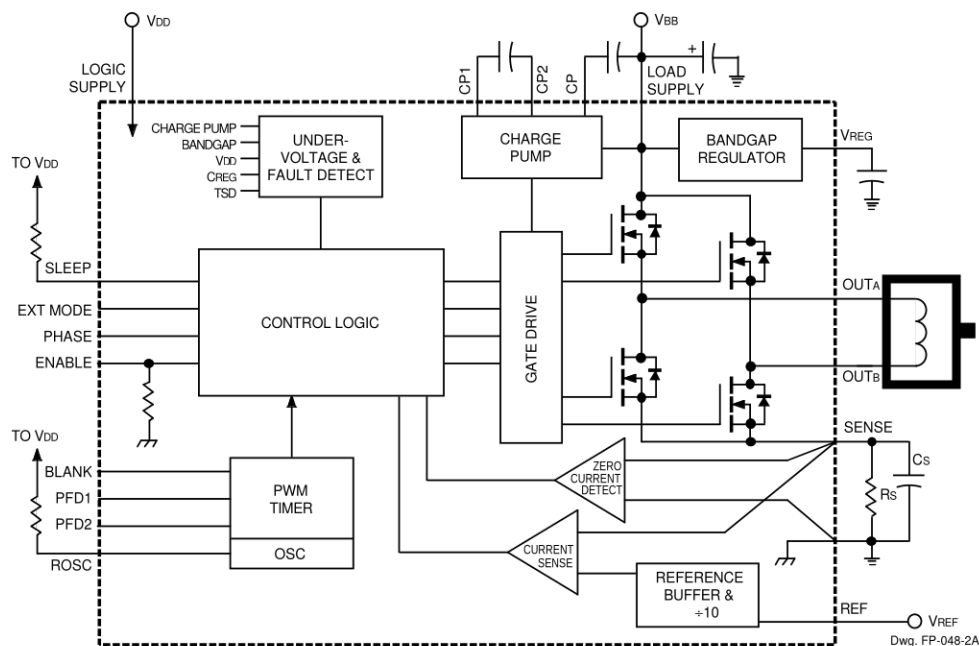 VDD
VBB
LOGIC
SUPPLY
CP1
CP2
CP
+
LOAD
SUPPLY
CHARGE PUMP
BANDGAP
VDD
CREG
TSD
UNDER-
VOLTAGE &
FAULT DETECT
CHARGE
PUMP
BANDGAP
REGULATOR
VREG
TO VDD
SLEEP
EXT MODE
PHASE
ENABLE
CONTROL LOGIC
GATE DRIVE
OUTA
OUTB
SENSE
CS
RS
TO VDD
BLANK
PFD1
PFD2
ROSC
PWM
TIMER
OSC
ZERO
CURRENT
DETECT
CURRENT
SENSE
REFERENCE
BUFFER &
÷10
REF
VREF
Dwg. FP-048-2A